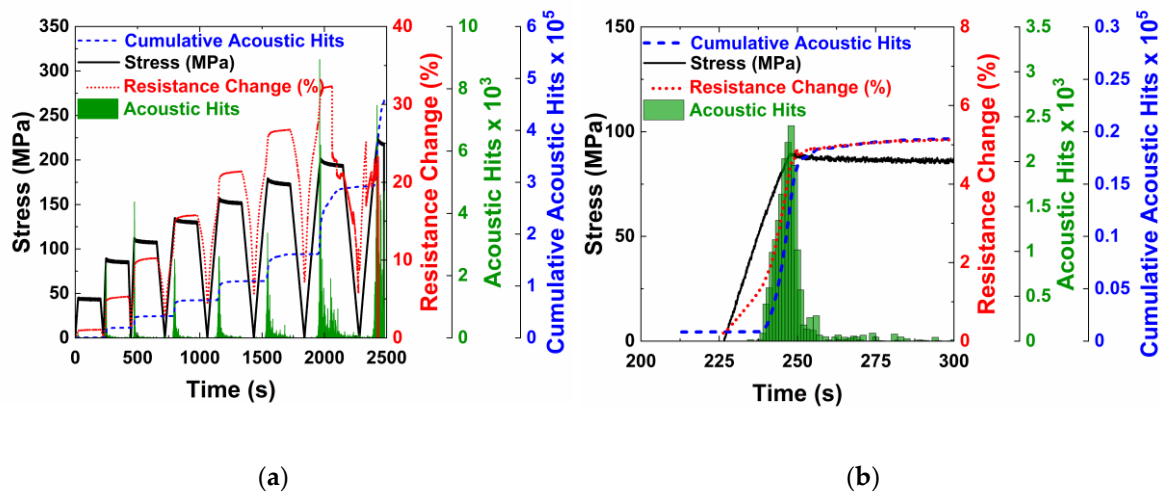 350
300
250
200
150
100
50
0
Stress (MPa)
0 500 1000 1500 2000 2500
Time (s)
Cumulative Acoustic Hits
Stress (MPa)
Resistance Change (%)
Acoustic Hits
40
30
20
10
0
Resistance Change (%)
10
8
6
4
2
0
Acoustic Hits x 10³
6
5
4
3
2
1
0
Cumulative Acoustic Hits x 10⁵
(a)
150
100
50
0
Stress (MPa)
200 225 250 275 300
Time (s)
Cumulative Acoustic Hits
Stress (MPa)
Resistance Change (%)
Acoustic Hits
8
6
4
2
0
Resistance Change (%)
3.5
3
2.5
2
1.5
1
0.5
0
Acoustic Hits x 10³
0.3
0.2
0.2
0.1
0.1
0.0
0.0
Cumulative Acoustic Hits x 10⁵
(b)